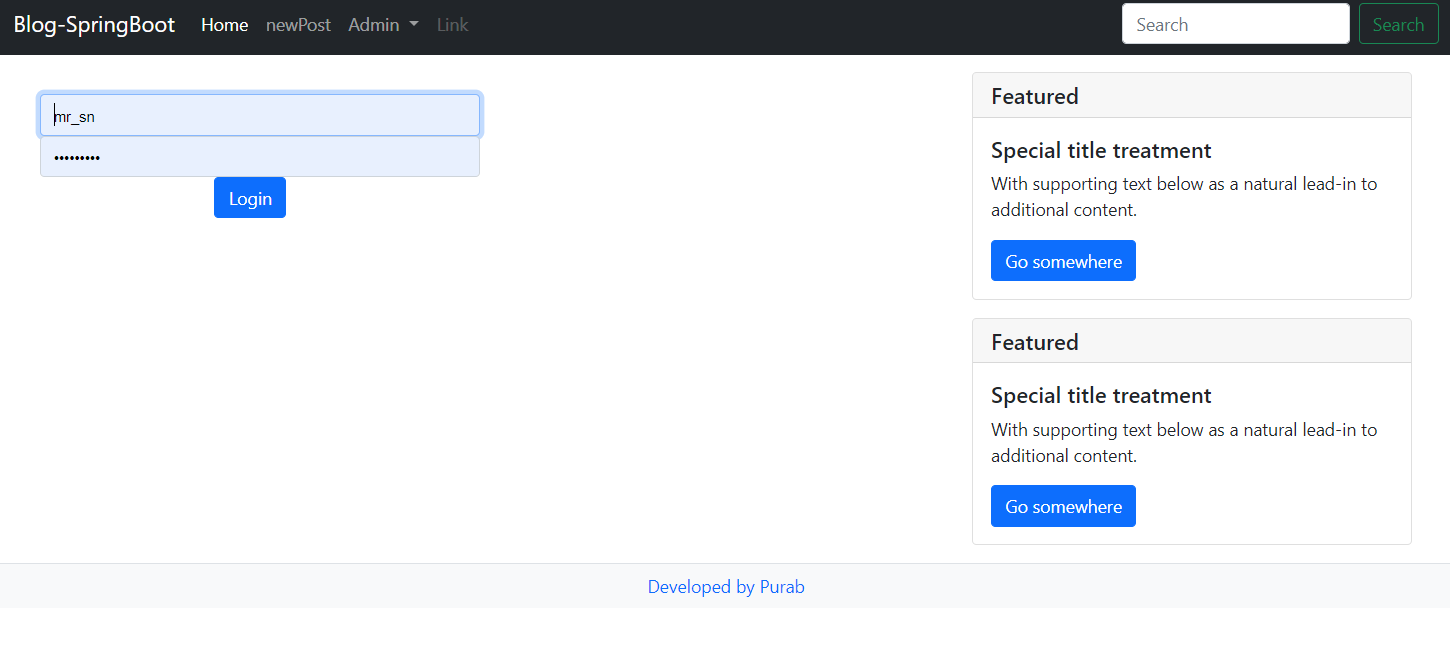 Blog-SpringBoot Home newPost Admin Link Search Search
mr_sn
•••••••••
Login
Featured
Special title treatment
With supporting text below as a natural lead-in to
additional content.
Go somewhere
Featured
Special title treatment
With supporting text below as a natural lead-in to
additional content.
Go somewhere
Developed by Purab